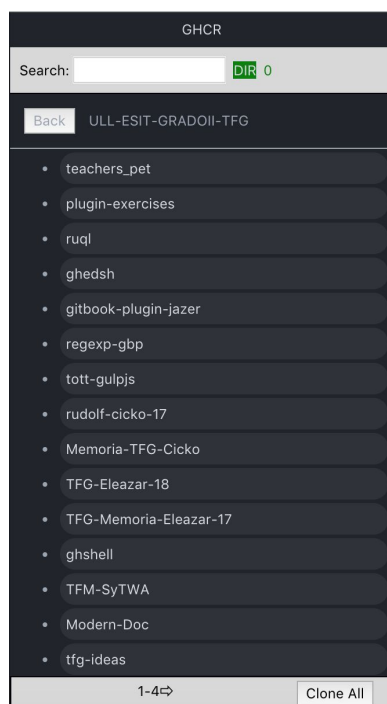 GHCR
Search: DIR 0
Back ULL-ESIT-GRADOII-TFG
• teachers_pet
• plugin-exercises
• ruql
• ghedsh
• gitbook-plugin-jazer
• regexp-gbp
• tott-gulpjs
• rudolf-cicko-17
• Memoria-TFG-Cicko
• TFG-Eleazar-18
• TFG-Memoria-Eleazar-17
• ghshell
• TFM-SyTWA
• Modern-Doc
• tfg-ideas
1-4⇨ Clone All